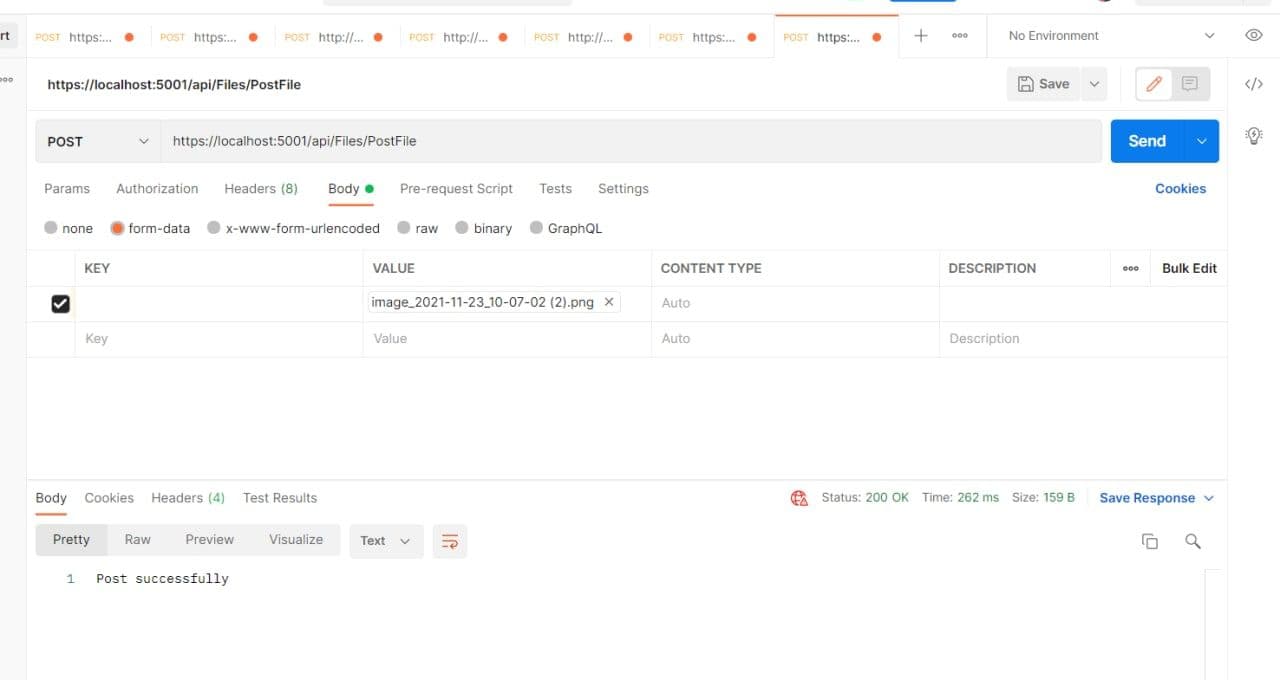 rt POST https:... POST https:... POST http://... POST http://... POST http://... POST https:... POST https:... No Environment
https://localhost:5001/api/Files/PostFile Save
POST https://localhost:5001/api/Files/PostFile Send
Params Authorization Headers (8) Body Pre-request Script Tests Settings Cookies
none form-data x-www-form-urlencoded raw binary GraphQL
KEY VALUE CONTENT TYPE DESCRIPTION Bulk Edit
image_2021-11-23_10-07-02 (2).png Auto
Key Value Auto Description
Body Cookies Headers (4) Test Results Status: 200 OK Time: 262 ms Size: 159 B Save Response
Pretty Raw Preview Visualize Text
1 Post successfully